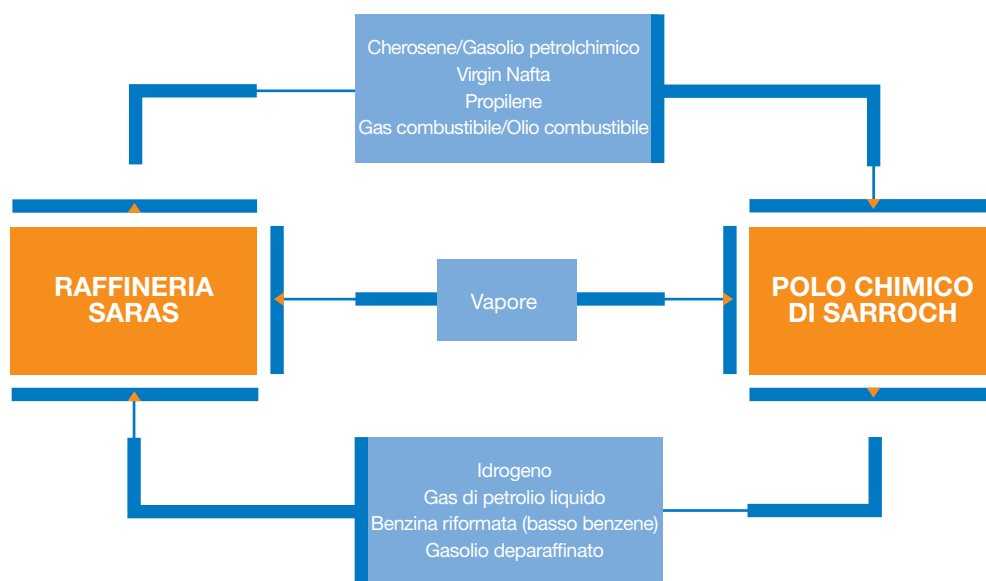 Cherosene/Gasolio petrolchimico
Virgin Nafta
Propilene
Gas combustibile/Olio combustibile
RAFFINERIA
SARAS
Vapore
POLO CHIMICO
DI SARROCH
Idrogeno
Gas di petrolio liquido
Benzina riformata (basso benzene)
Gasolio deparaffinato